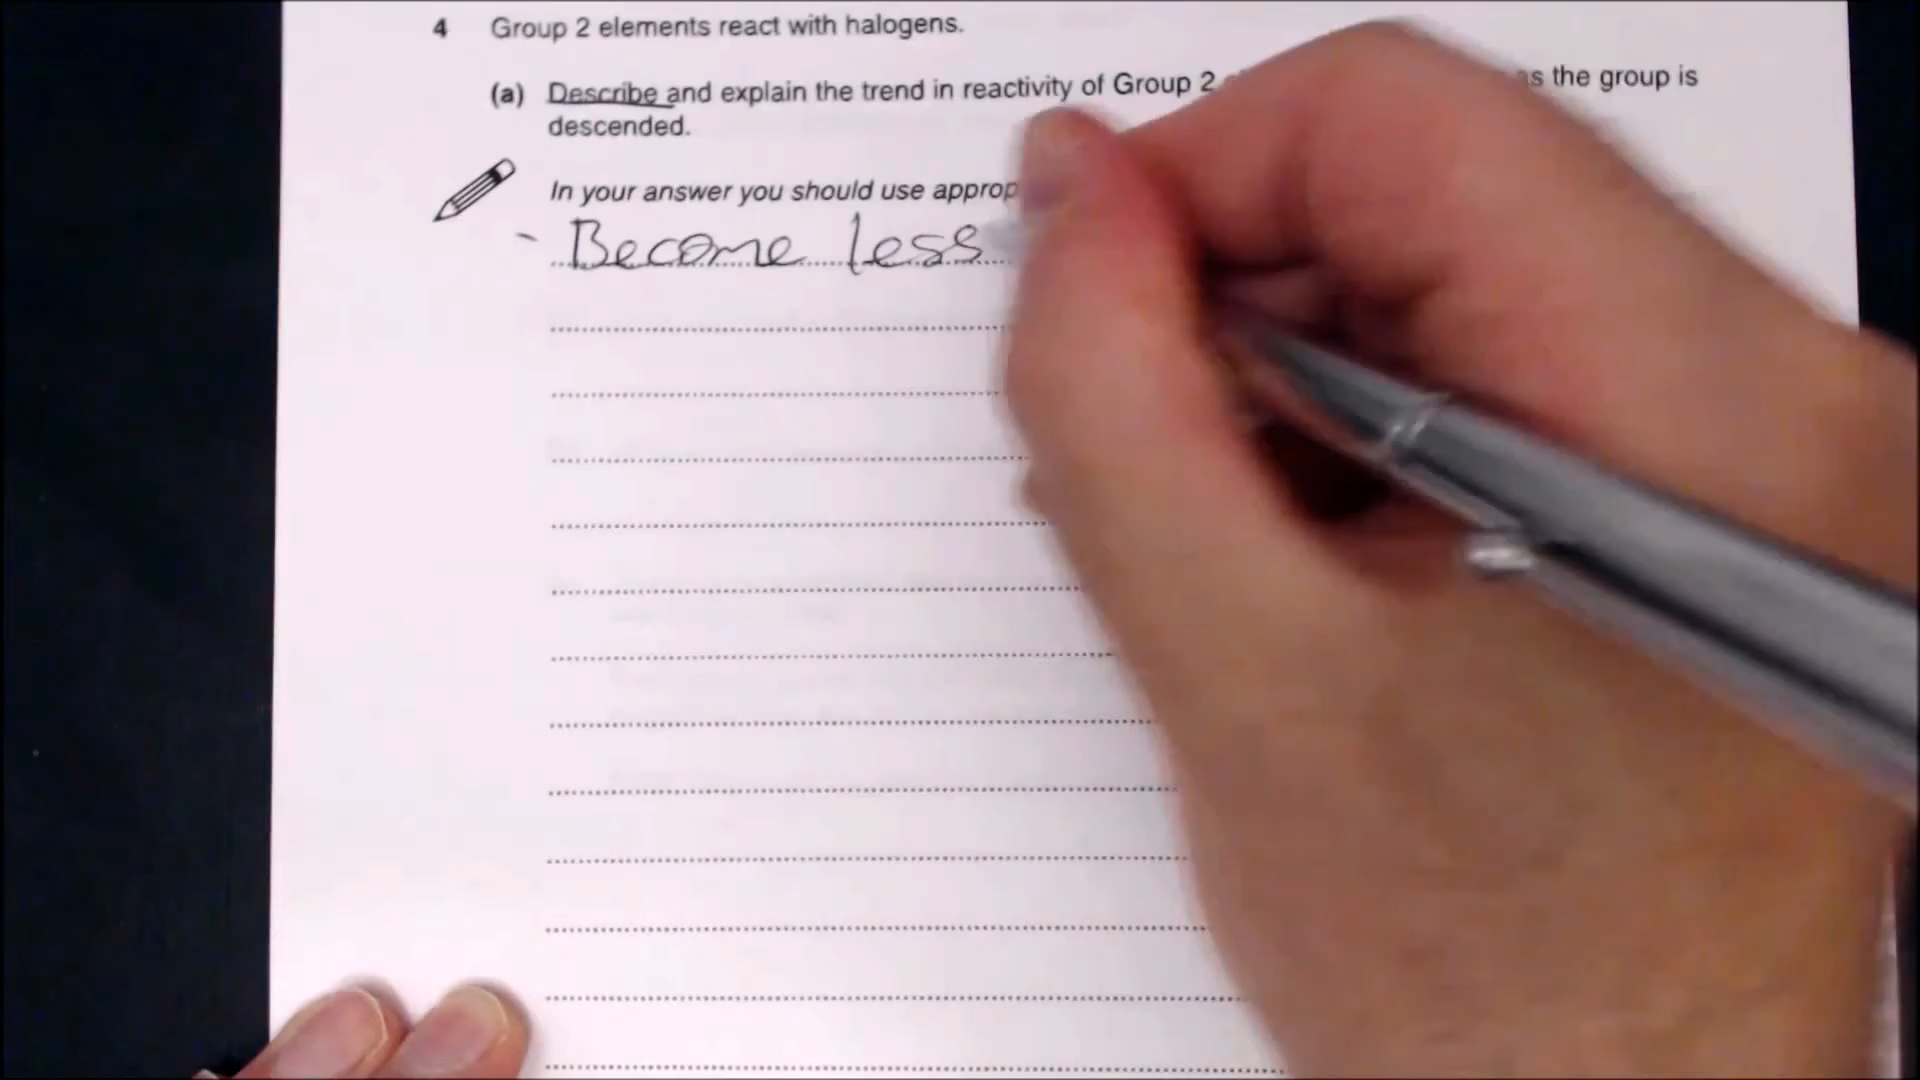 4 Group 2 elements react with halogens.
(a) Describe and explain the trend in reactivity of Group 2 as the group is
descended.
In your answer you should use approp
- Become less